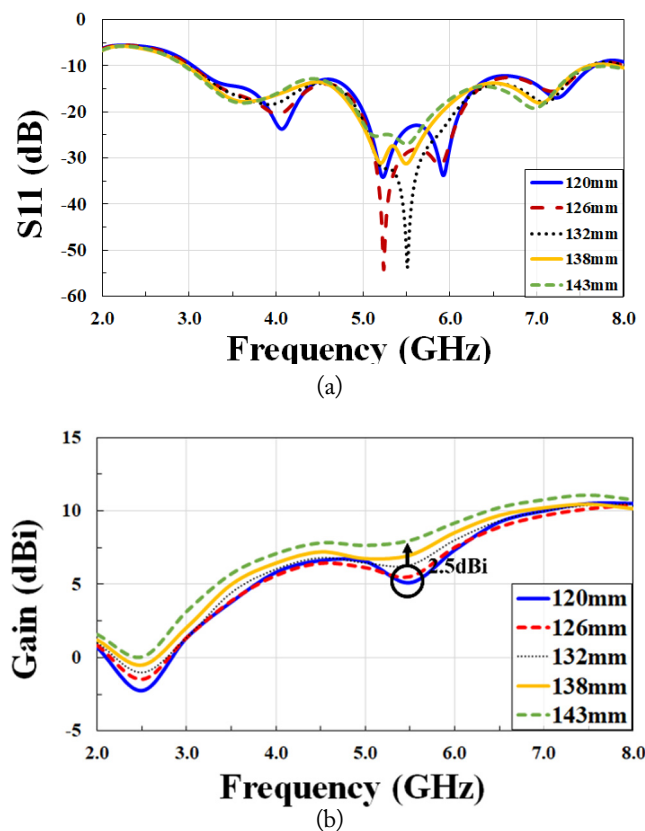 0
-10
-20
-30
-40
-50
-60
S11 (dB)
120mm
126mm
132mm
138mm
143mm
2.0 3.0 4.0 5.0 6.0 7.0 8.0
Frequency (GHz)
(a)
15
10
5
0
-5
Gain (dBi)
2.5dBi
120mm
126mm
132mm
138mm
143mm
2.0 3.0 4.0 5.0 6.0 7.0 8.0
Frequency (GHz)
(b)